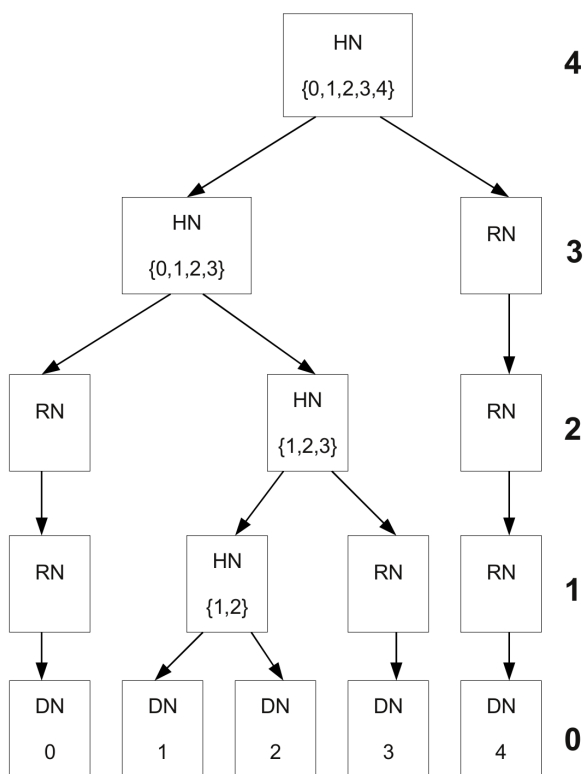 HN
{0,1,2,3,4}
4
HN
{0,1,2,3}
RN
3
RN
HN
{1,2,3}
RN
2
RN
HN
{1,2}
RN
RN
1
DN
0
DN
1
DN
2
DN
3
DN
4
0